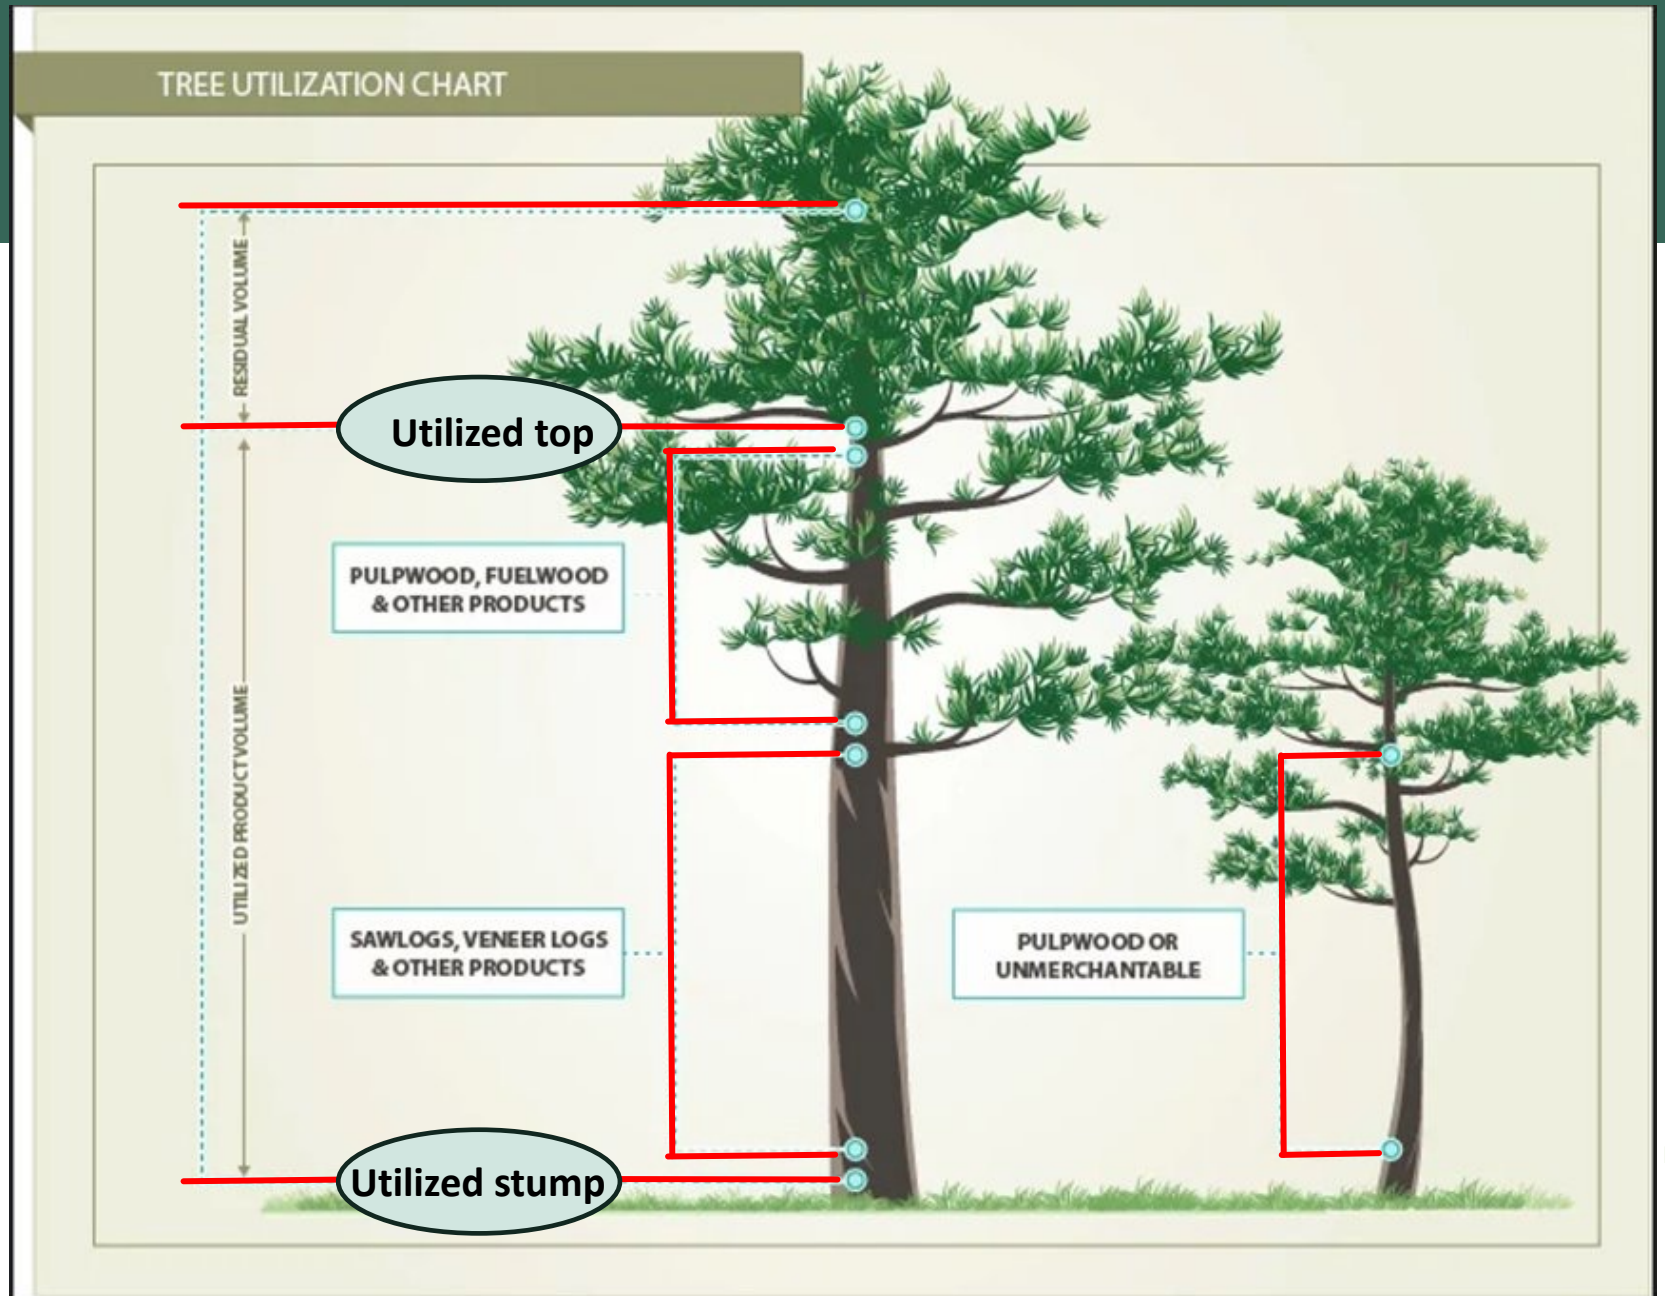 TREE UTILIZATION CHART
RESIDUAL VOLUME
Utilized top
PULPWOOD, FUELWOOD
& OTHER PRODUCTS
UTILIZED PRODUCT VOLUME
SAWLOGS, VENEER LOGS
& OTHER PRODUCTS
PULPWOOD OR
UNMERCHANTABLE
Utilized stump